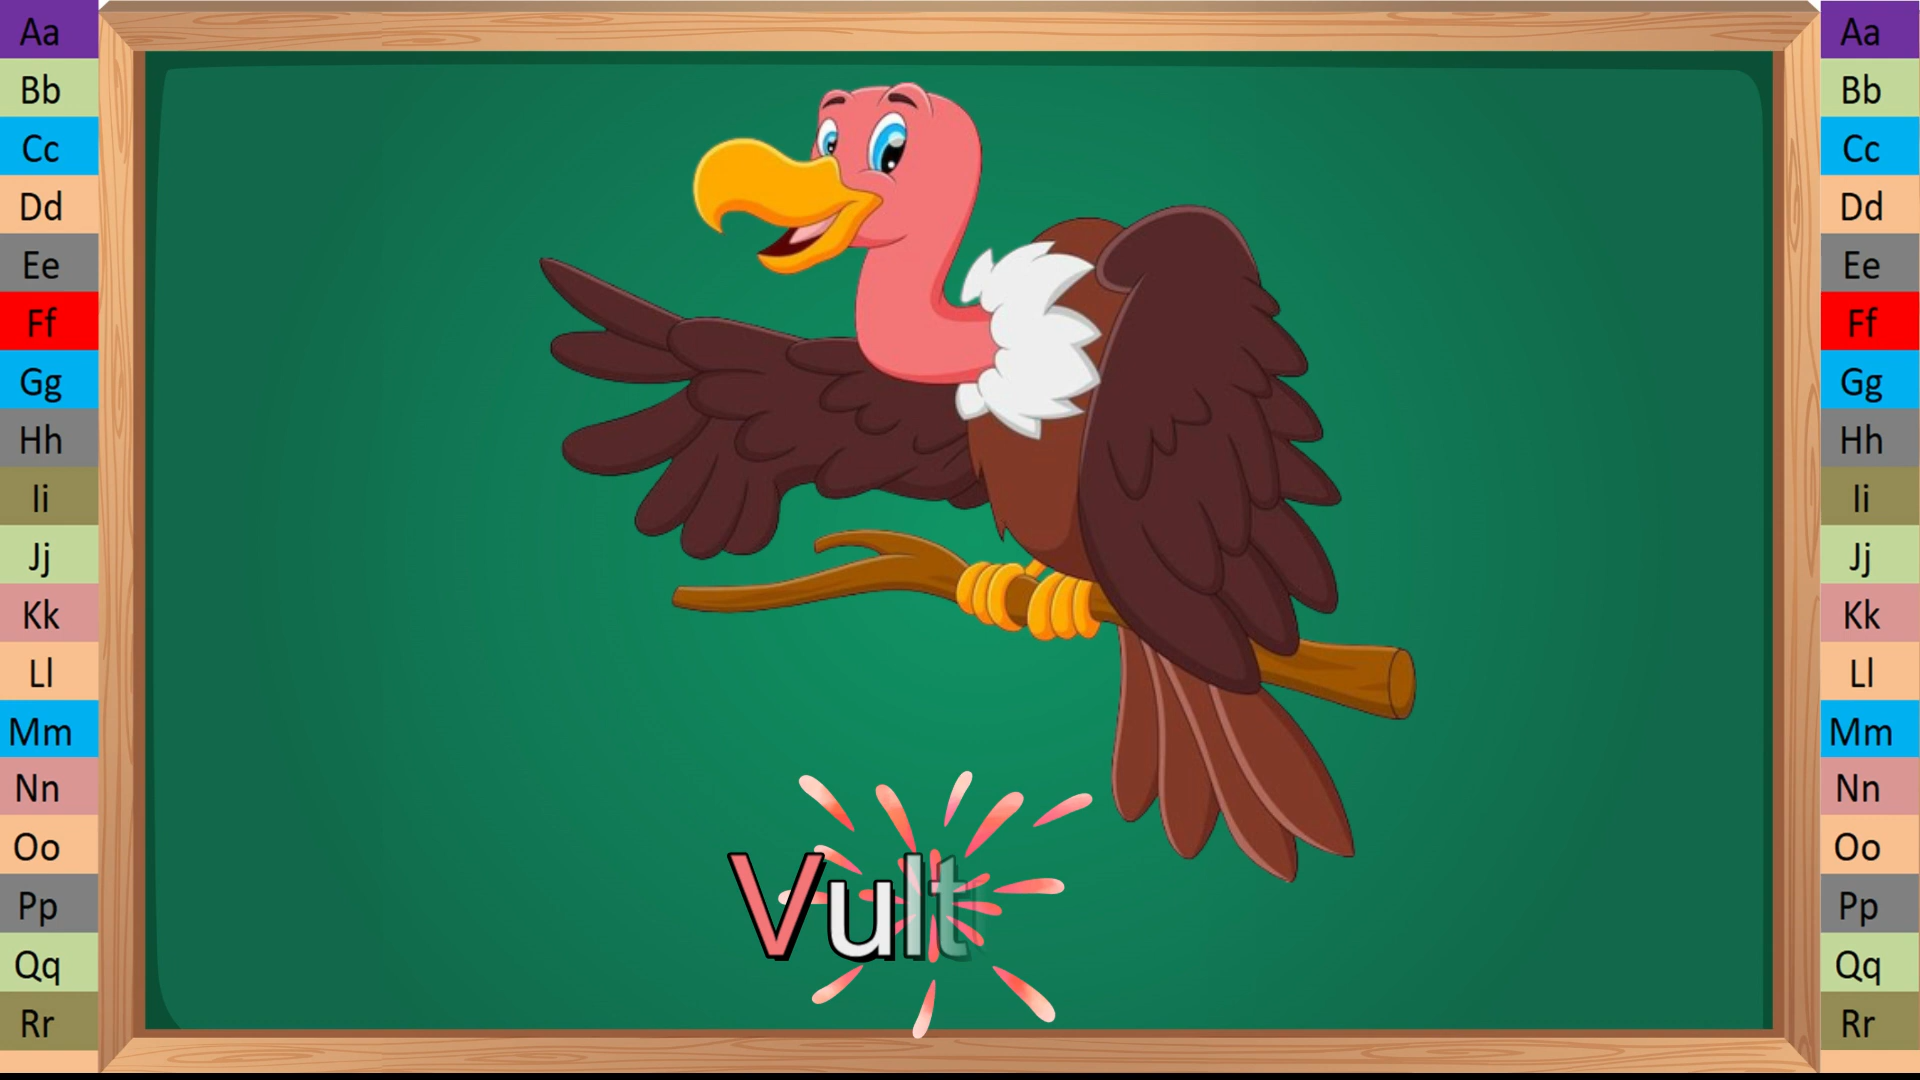 Aa
Bb
Cc
Dd
Ee
Ff
Gg
Hh
Ii
Jj
Kk
Ll
Mm
Nn
Oo
Pp
Qq
Rr
Vult
Aa
Bb
Cc
Dd
Ee
Ff
Gg
Hh
Ii
Jj
Kk
Ll
Mm
Nn
Oo
Pp
Qq
Rr